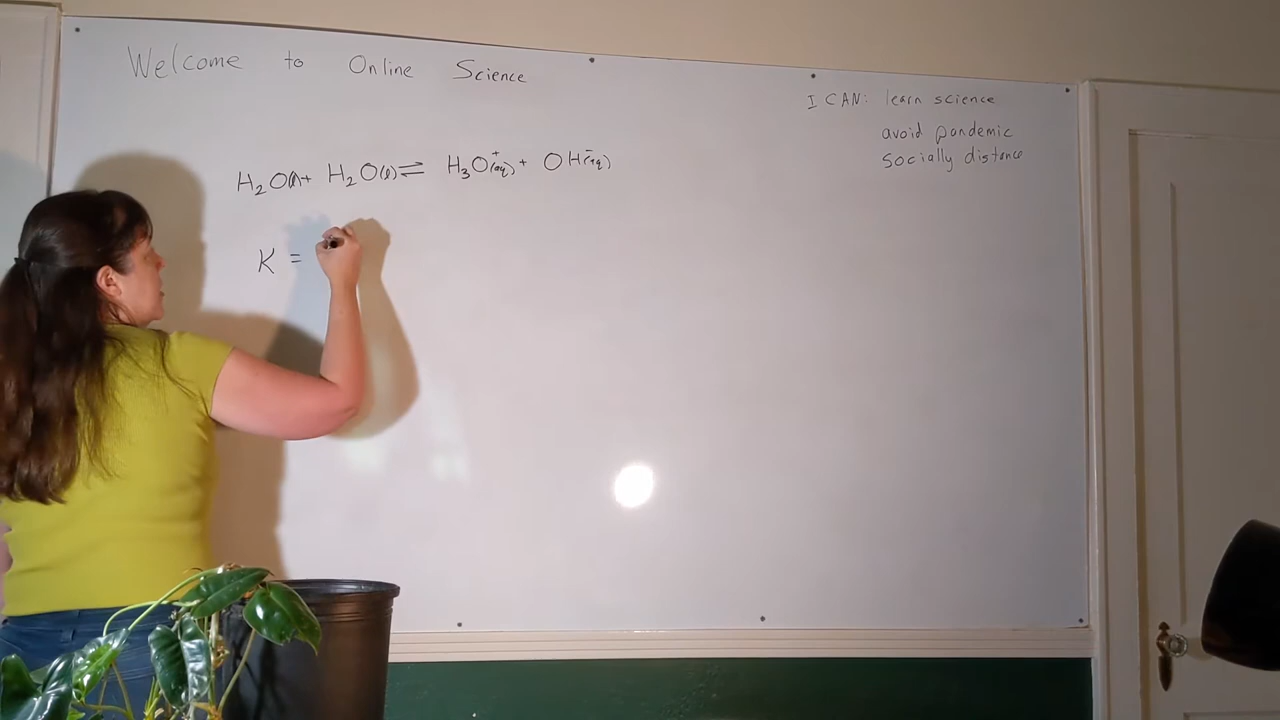 Welcome to Online Science
I CAN: learn science
avoid pandemic
socially distance
H₂O(l) + H₂O(l) ⇌ H₃O⁺(aq) + OH⁻(aq)
K =